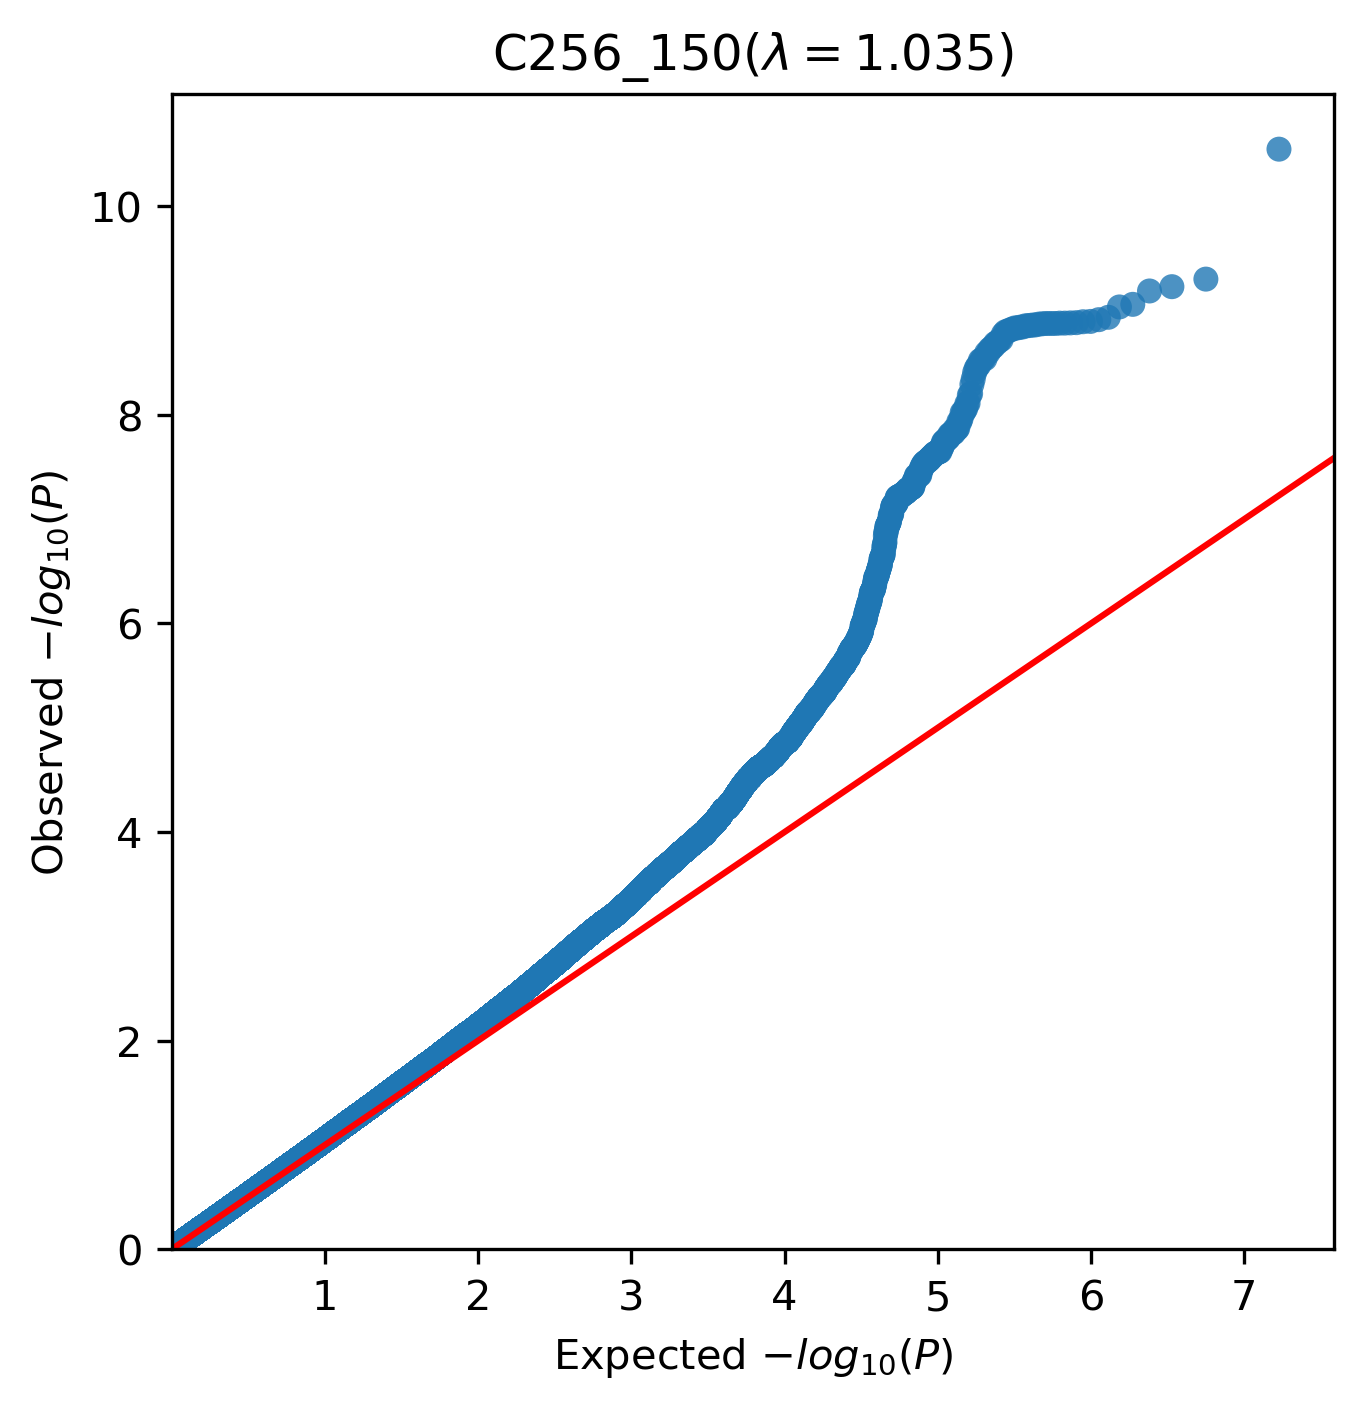 C256_150(λ = 1.035)
10
8
6
4
2
0
Observed −log₁₀(P)
1 2 3 4 5 6 7
Expected −log₁₀(P)